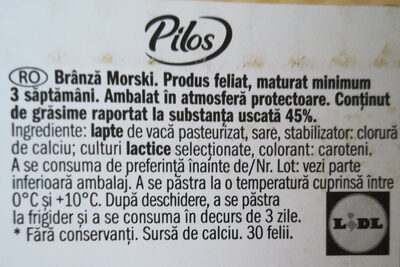 Pilos
RO Brânză Morski. Produs feliat, maturat minimum
3 săptămâni. Ambalat în atmosferă protectoare. Conținut
de grăsime raportat la substanța uscată 45%.
Ingrediente: lapte de vacă pasteurizat, sare, stabilizator: clorură
de calciu; culturi lactice selecționate, colorant: caroteni.
A se consuma de preferință înainte de/Nr. Lot: vezi parte
inferioară ambalaj. A se păstra la o temperatură cuprinsă între
0°C și +10°C. După deschidere, a se păstra
la frigider și a se consuma în decurs de 3 zile.
* Fără conservanți. Sursă de calciu. 30 felii.
LIDL